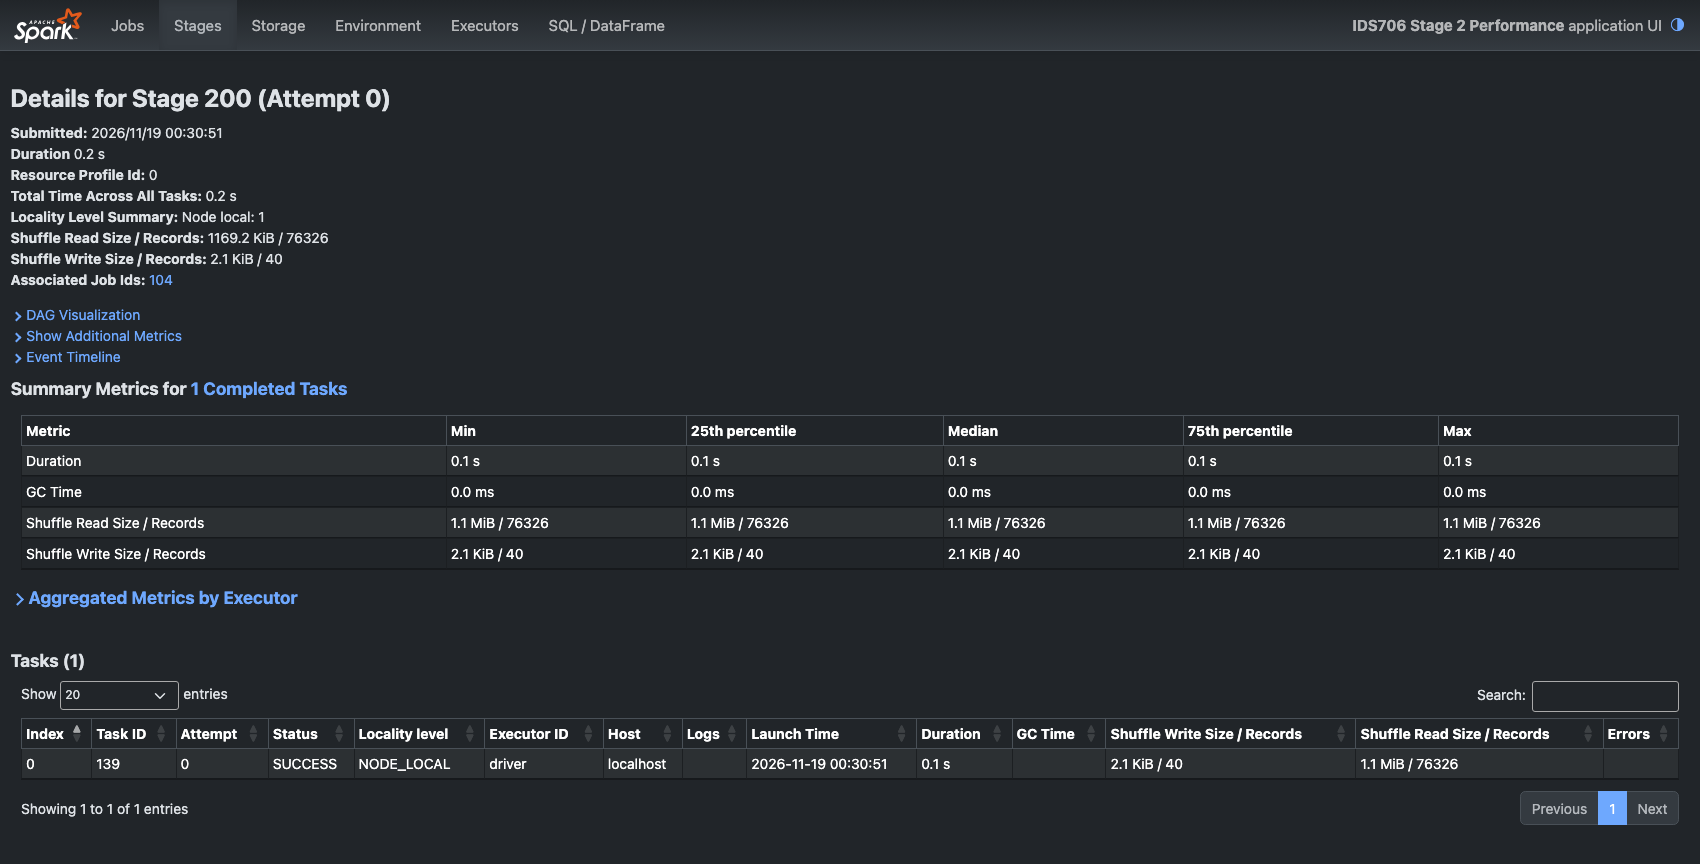 APACHE Spark Jobs Stages Storage Environment Executors SQL / DataFrame IDS706 Stage 2 Performance application UI
Details for Stage 200 (Attempt 0)
Submitted: 2026/11/19 00:30:51
Duration 0.2 s
Resource Profile Id: 0
Total Time Across All Tasks: 0.2 s
Locality Level Summary: Node local: 1
Shuffle Read Size / Records: 1169.2 KiB / 76326
Shuffle Write Size / Records: 2.1 KiB / 40
Associated Job Ids: 104
DAG Visualization
Show Additional Metrics
Event Timeline
Summary Metrics for 1 Completed Tasks
Metric Min 25th percentile Median 75th percentile Max
Duration 0.1 s 0.1 s 0.1 s 0.1 s 0.1 s
GC Time 0.0 ms 0.0 ms 0.0 ms 0.0 ms 0.0 ms
Shuffle Read Size / Records 1.1 MiB / 76326 1.1 MiB / 76326 1.1 MiB / 76326 1.1 MiB / 76326 1.1 MiB / 76326
Shuffle Write Size / Records 2.1 KiB / 40 2.1 KiB / 40 2.1 KiB / 40 2.1 KiB / 40 2.1 KiB / 40
Aggregated Metrics by Executor
Tasks (1)
Show 20 entries Search:
Index Task ID Attempt Status Locality level Executor ID Host Logs Launch Time Duration GC Time Shuffle Write Size / Records Shuffle Read Size / Records Errors
0 139 0 SUCCESS NODE_LOCAL driver localhost 2026-11-19 00:30:51 0.1 s 2.1 KiB / 40 1.1 MiB / 76326
Showing 1 to 1 of 1 entries Previous 1 Next